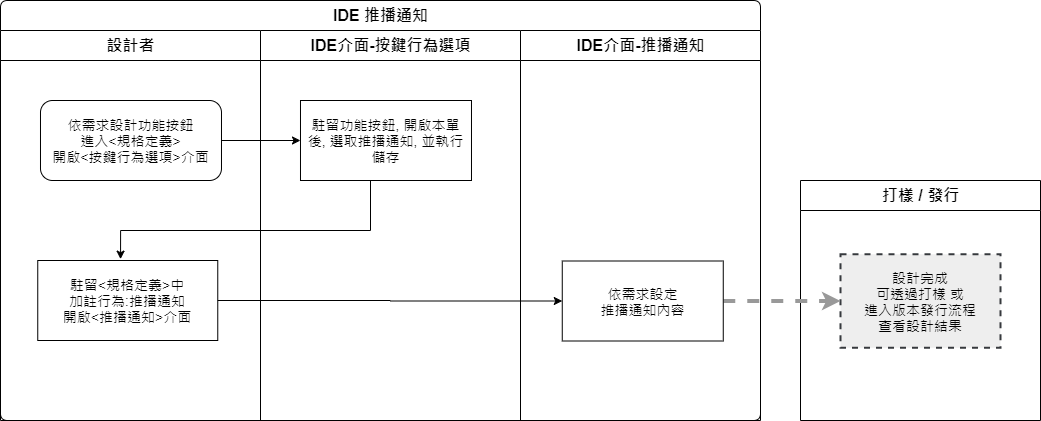 IDE 推播通知
設計者
IDE介面-按鍵行為選項
IDE介面-推播通知
依需求設計功能按鈕
進入<規格定義>
開啟<按鍵行為選項>介面
駐留功能按鈕, 開啟本單
後, 選取推播通知, 並執行
儲存
打樣 / 發行
駐留<規格定義>中
加註行為:推播通知
開啟<推播通知>介面
依需求設定
推播通知內容
設計完成
可透過打樣 或
進入版本發行流程
查看設計結果